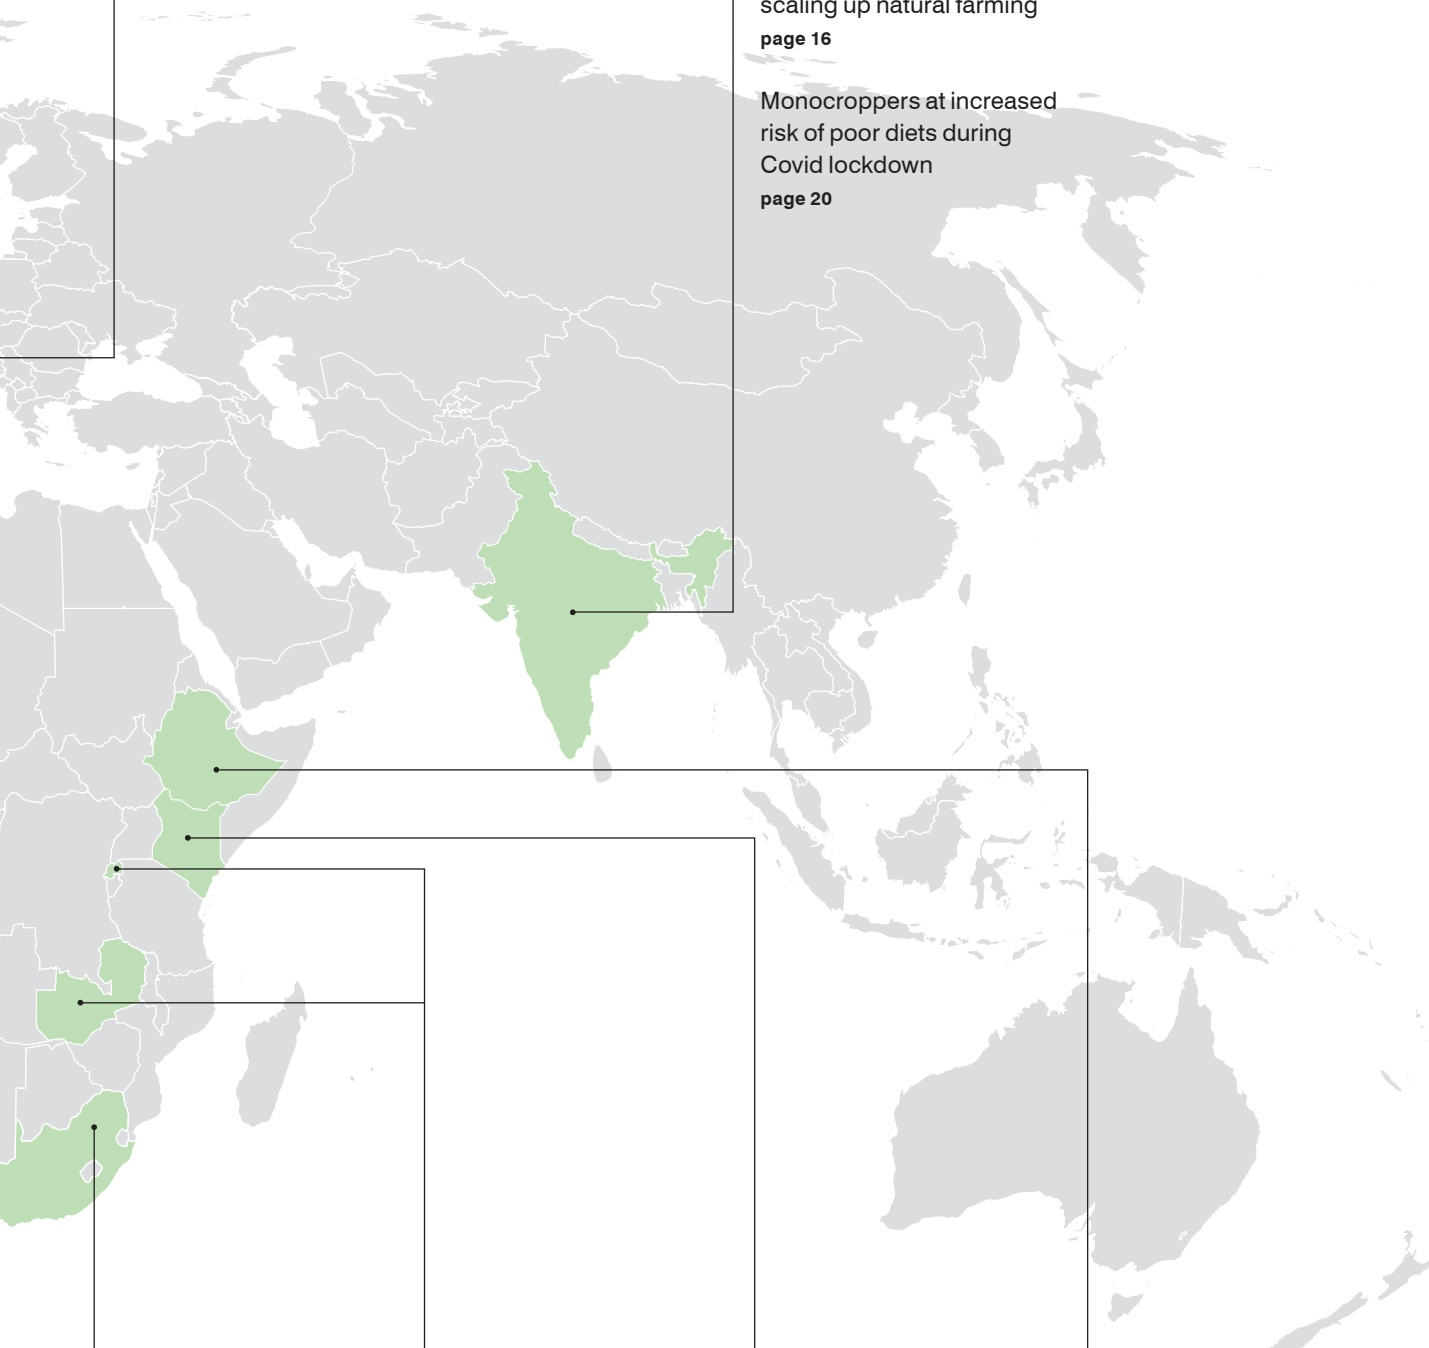 scaling up natural farming
page 16
Monocroppers at increased
risk of poor diets during
Covid lockdown
page 20